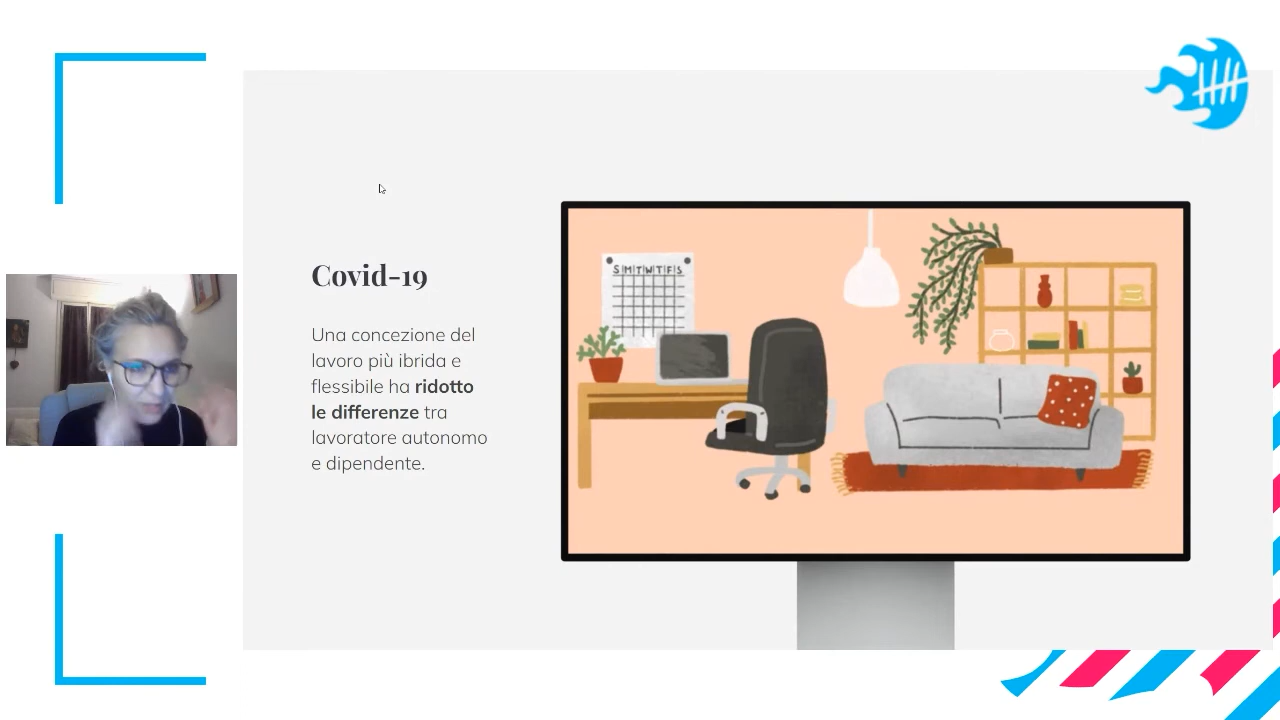 Covid-19
Una concezione del
lavoro più ibrida e
flessibile ha ridotto
le differenze tra
lavoratore autonomo
e dipendente.
S M T W T F S